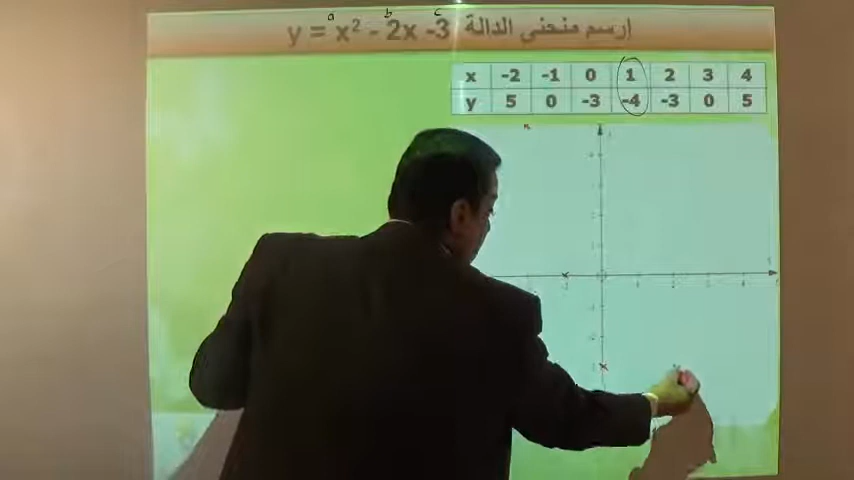 a b c
إرسم منحنى الدالة y = x² - 2x -3
x -2 -1 0 1 2 3 4
y 5 0 -3 -4 -3 0 5